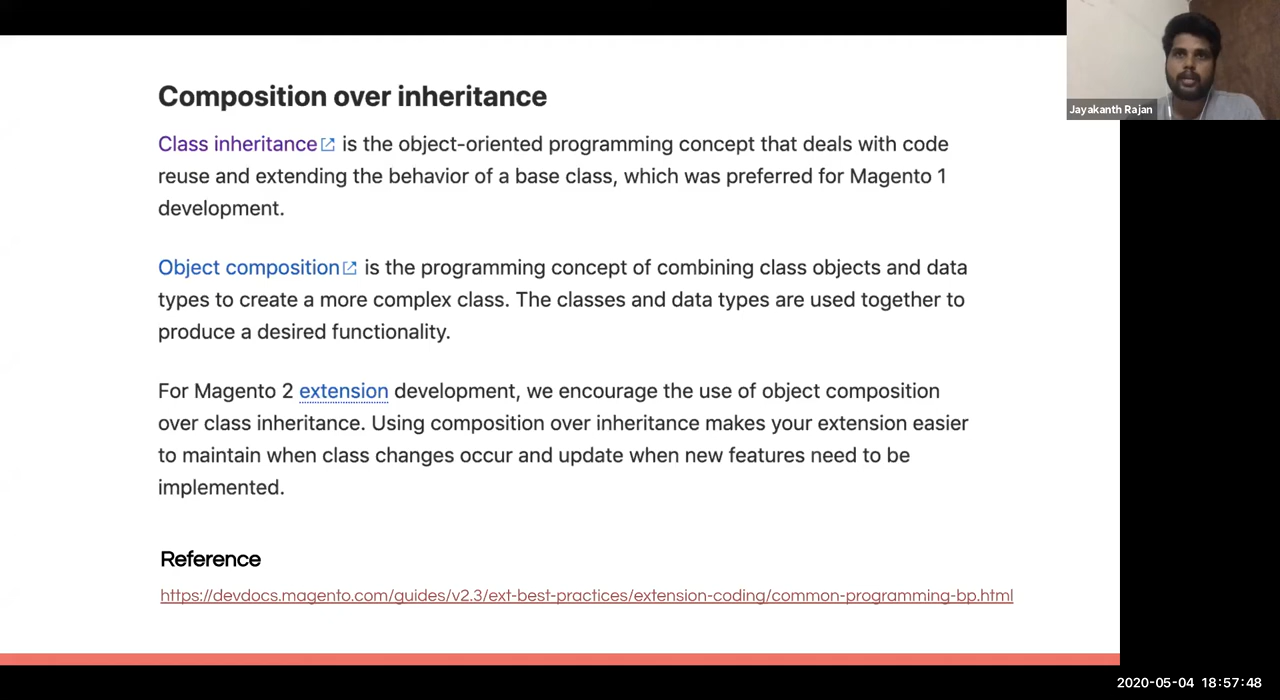 Composition over inheritance
Class inheritance is the object-oriented programming concept that deals with code
reuse and extending the behavior of a base class, which was preferred for Magento 1
development.
Object composition is the programming concept of combining class objects and data
types to create a more complex class. The classes and data types are used together to
produce a desired functionality.
For Magento 2 extension development, we encourage the use of object composition
over class inheritance. Using composition over inheritance makes your extension easier
to maintain when class changes occur and update when new features need to be
implemented.
Reference
https://devdocs.magento.com/guides/v2.3/ext-best-practices/extension-coding/common-programming-bp.html
Jayakanth Rajan
2020-05-04 18:57:48